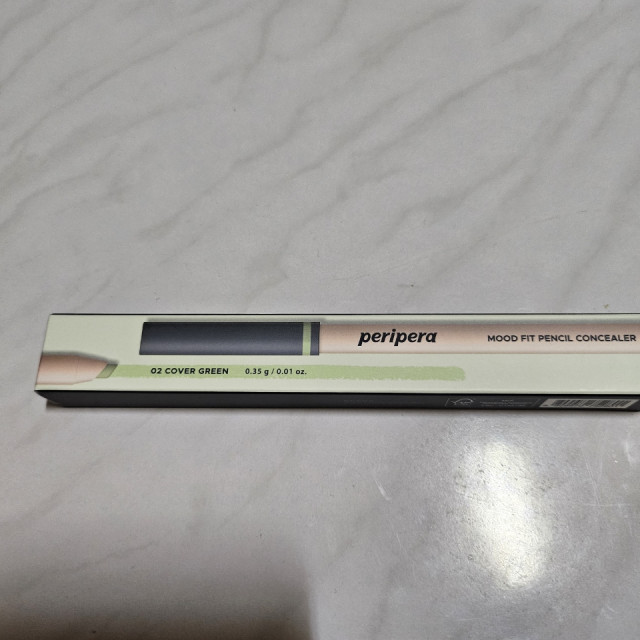 peripera
MOOD FIT PENCIL CONCEALER
02 COVER GREEN 0.35 g / 0.01 oz.